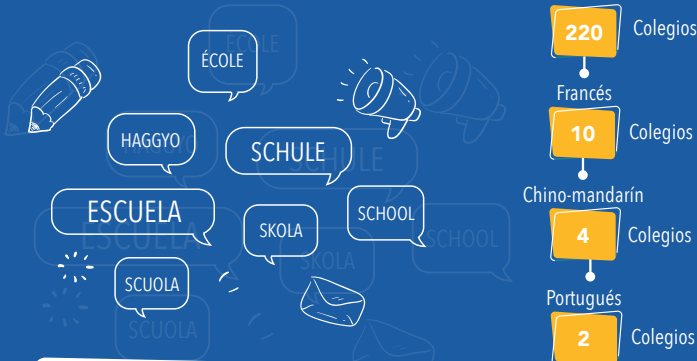 ÉCOLE
HAGGYO
SCHULE
ESCUELA
SKOLA
SCHOOL
SCUOLA
220 Colegios
Francés
10 Colegios
Chino-mandarín
4 Colegios
Portugués
2 Colegios